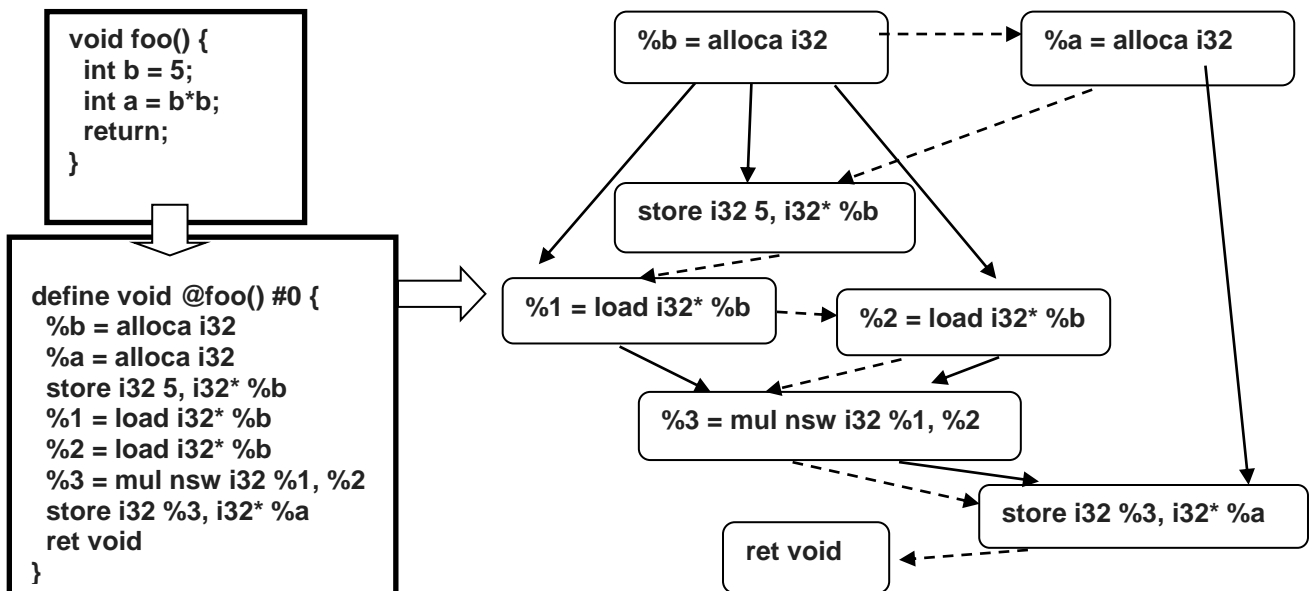 void foo() {
int b = 5;
int a = b*b;
return;
}
define void @foo() #0 {
%b = alloca i32
%a = alloca i32
store i32 5, i32* %b
%1 = load i32* %b
%2 = load i32* %b
%3 = mul nsw i32 %1, %2
store i32 %3, i32* %a
ret void
}
%b = alloca i32
%a = alloca i32
store i32 5, i32* %b
%1 = load i32* %b
%2 = load i32* %b
%3 = mul nsw i32 %1, %2
store i32 %3, i32* %a
ret void